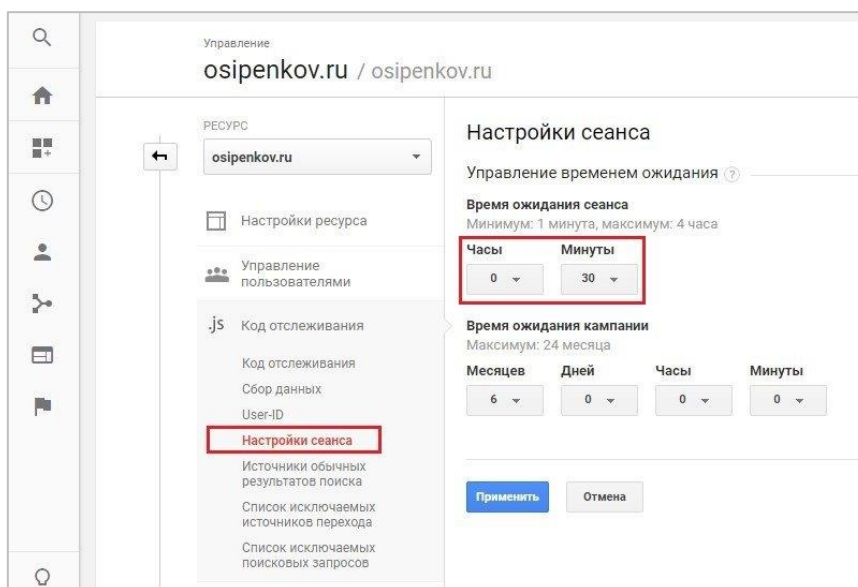 Управление
osipenkov.ru / osipenkov.ru
РЕСУРС
osipenkov.ru
Настройки ресурса
Управление
пользователями
.js Код отслеживания
Код отслеживания
Сбор данных
User-ID
Настройки сеанса
Источники обычных
результатов поиска
Список исключаемых
источников перехода
Список исключаемых
поисковых запросов
Настройки сеанса
Управление временем ожидания ?
Время ожидания сеанса
Минимум: 1 минута, максимум: 4 часа
Часы Минуты
0 30
Время ожидания кампании
Максимум: 24 месяца
Месяцев Дней Часы Минуты
6 0 0 0
Применить Отмена